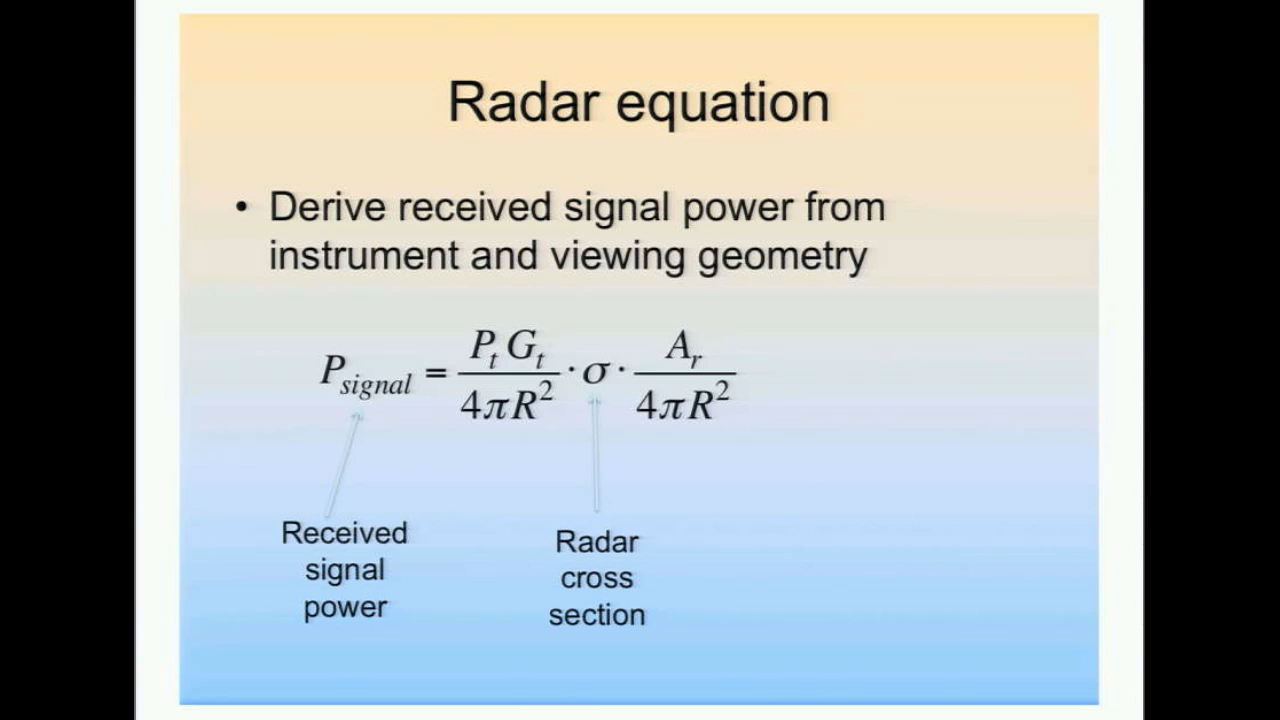 Radar equation
• Derive received signal power from
instrument and viewing geometry
P_signal = P_t G_t / 4πR² · σ · A_r / 4πR²
Received
signal
power
Radar
cross
section